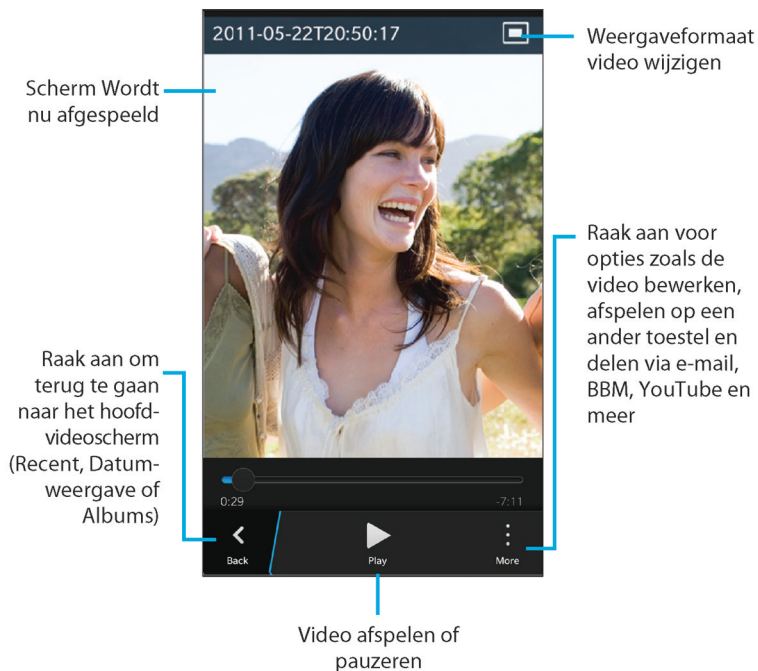 2011-05-22T20:50:17
Weergaveformaat
video wijzigen
Scherm Wordt
nu afgespeeld
Raak aan voor
opties zoals de
video bewerken,
afspelen op een
ander toestel en
delen via e-mail,
BBM, YouTube en
meer
Raak aan om
terug te gaan
naar het hoofd-
videoscherm
(Recent, Datum-
weergave of
Albums)
0:29
-7:11
Back
Play
More
Video afspelen of
pauzeren